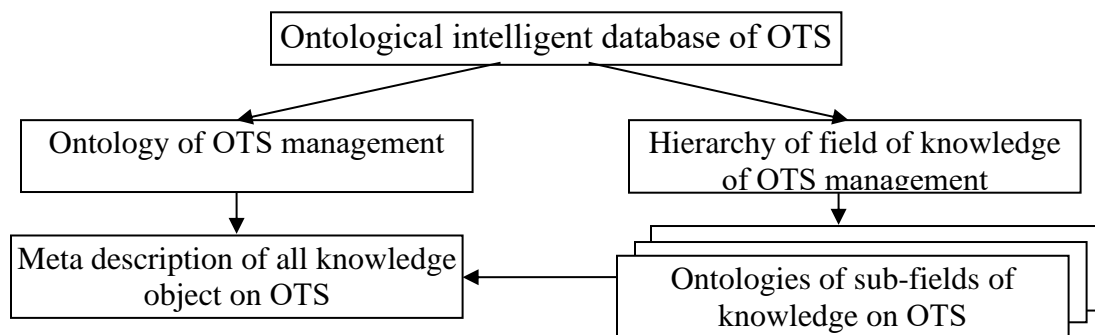 Ontological intelligent database of OTS
Ontology of OTS management
Hierarchy of field of knowledge
of OTS management
Meta description of all knowledge
object on OTS
Ontologies of sub-fields of
knowledge on OTS